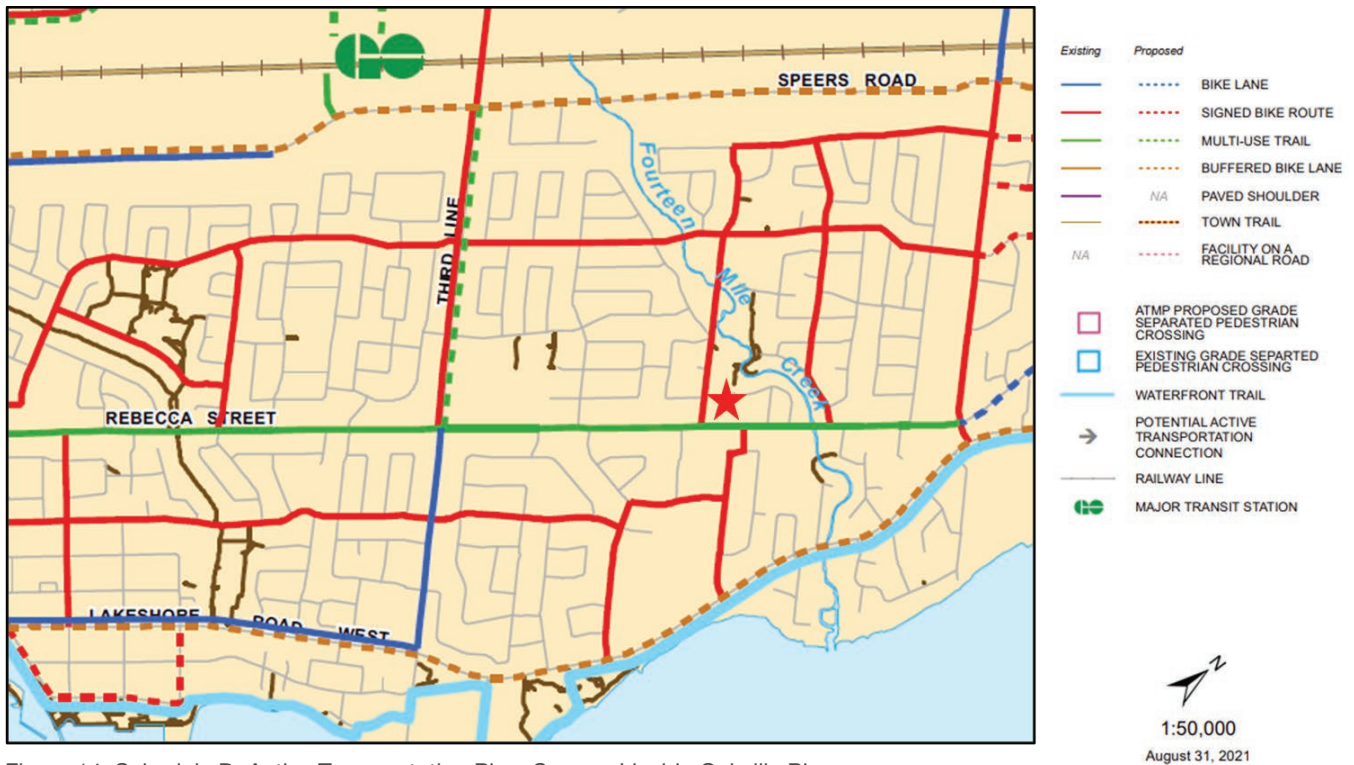 GO
SPEERS ROAD
Fourteen
Mile
Creek
THIRD LINE
REBECCA STREET
LAKESHORE ROAD WEST
Existing Proposed
BIKE LANE
SIGNED BIKE ROUTE
MULTI-USE TRAIL
BUFFERED BIKE LANE
NA PAVED SHOULDER
TOWN TRAIL
NA FACILITY ON A
REGIONAL ROAD
ATMP PROPOSED GRADE
SEPARATED PEDESTRIAN
CROSSING
EXISTING GRADE SEPARTED
PEDESTRIAN CROSSING
WATERFRONT TRAIL
POTENTIAL ACTIVE
TRANSPORTATION
CONNECTION
RAILWAY LINE
GO MAJOR TRANSIT STATION
N
1:50,000
August 31, 2021